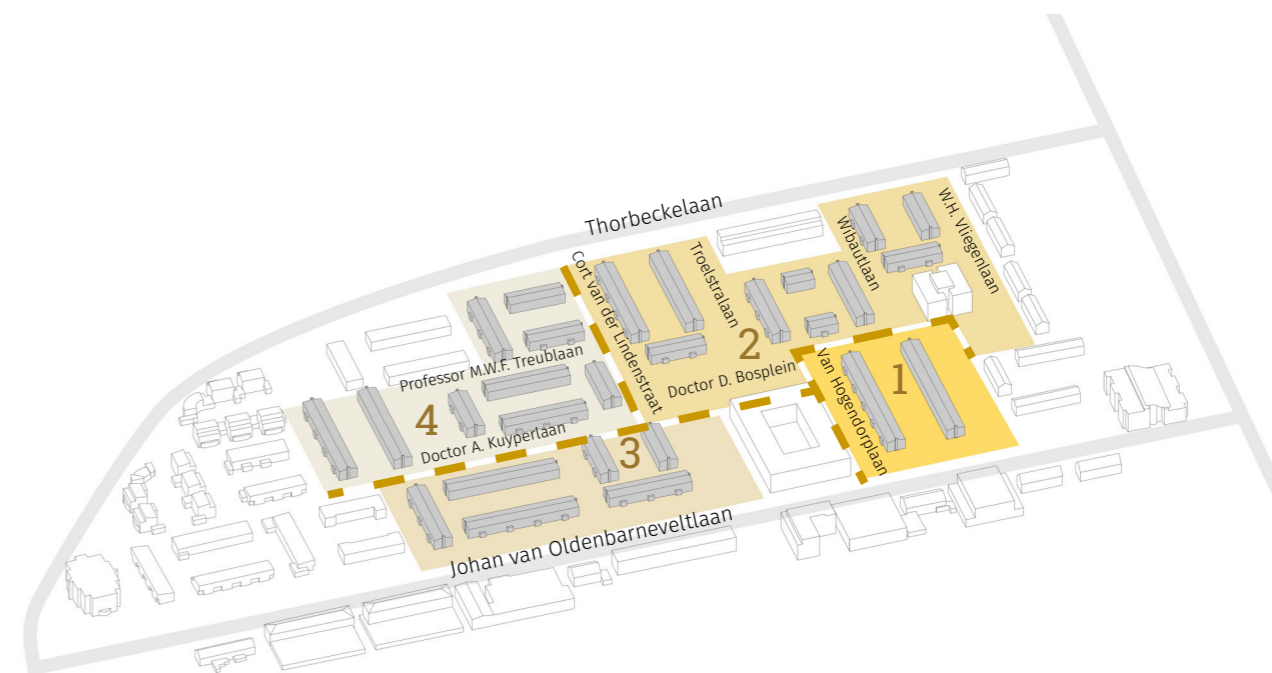 Thorbeckelaan
W.H. Vliegenlaan
Wibautlaan
Troelstralaan
Cort van der Lindenstraat
2
Van Hogendorplaan
1
Doctor D. Bosplein
Professor M.W.F. Treublaan
4
Doctor A. Kuyperlaan
3
Johan van Oldenbarneveltlaan